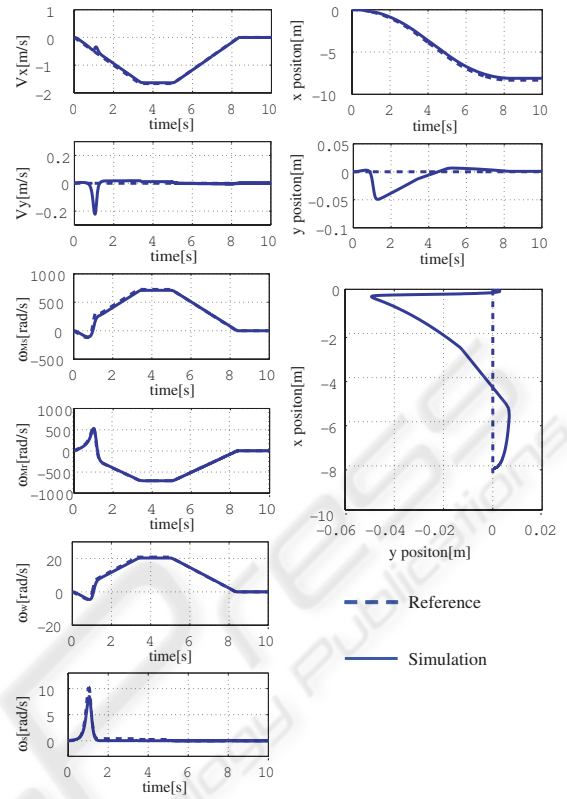 1
0
-1
-2
Vx[m/s]
0 2 4 6 8 10
time[s]
0.2
0
-0.2
Vy[m/s]
0 2 4 6 8 10
time[s]
1000
500
0
-500
ωMs[rad/s]
0 2 4 6 8 10
time[s]
1000
500
0
-500
-1000
ωMr[rad/s]
0 2 4 6 8 10
time[s]
20
0
-20
ωw[rad/s]
0 2 4 6 8 10
time[s]
10
5
0
ωs[rad/s]
0 2 4 6 8 10
time[s]
0
-5
-10
x positon[m]
0 2 4 6 8 10
time[s]
0.05
0
-0.05
-0.1
y positon[m]
0 2 4 6 8 10
time[s]
0
-2
-4
-6
-8
-10
x positon[m]
-0.06 -0.04 -0.02 0 0.02
y positon[m]
Reference
Simulation